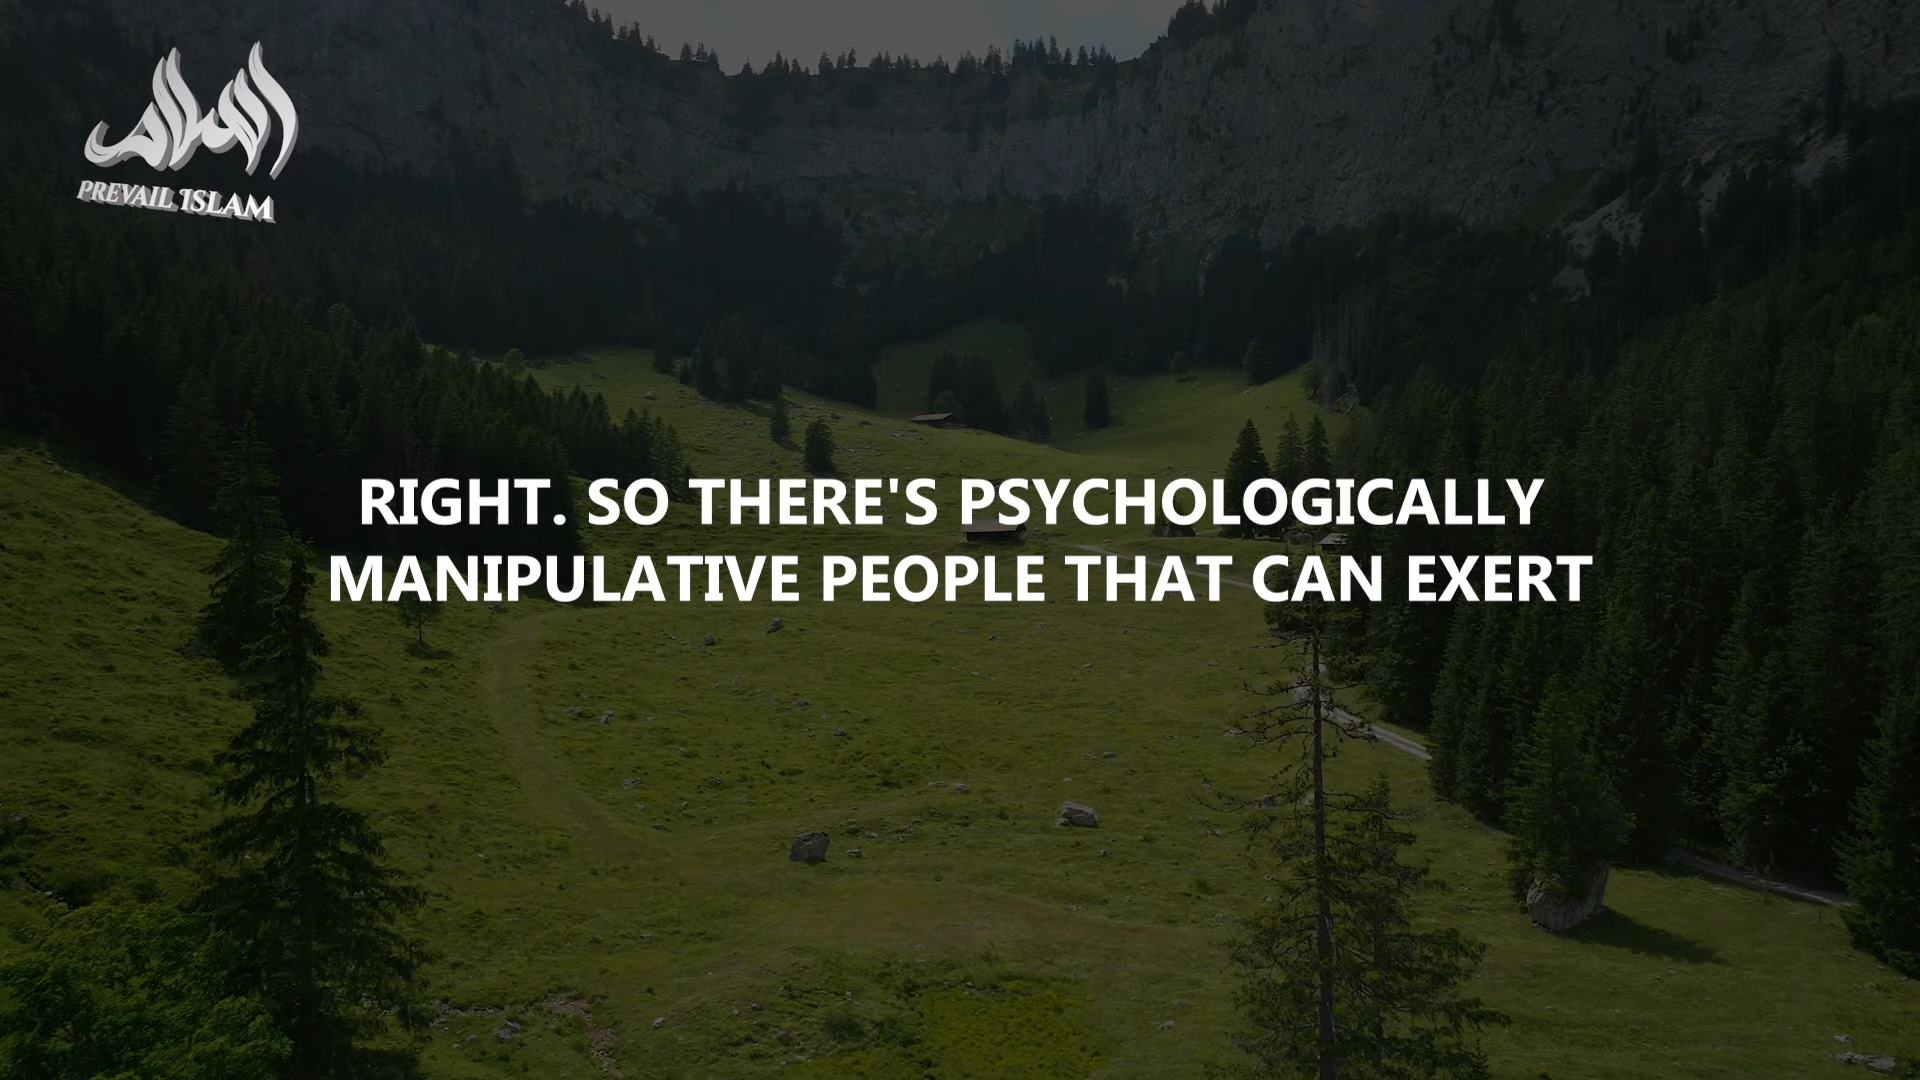 السلام
PREVAIL ISLAM
RIGHT. SO THERE'S PSYCHOLOGICALLY
MANIPULATIVE PEOPLE THAT CAN EXERT